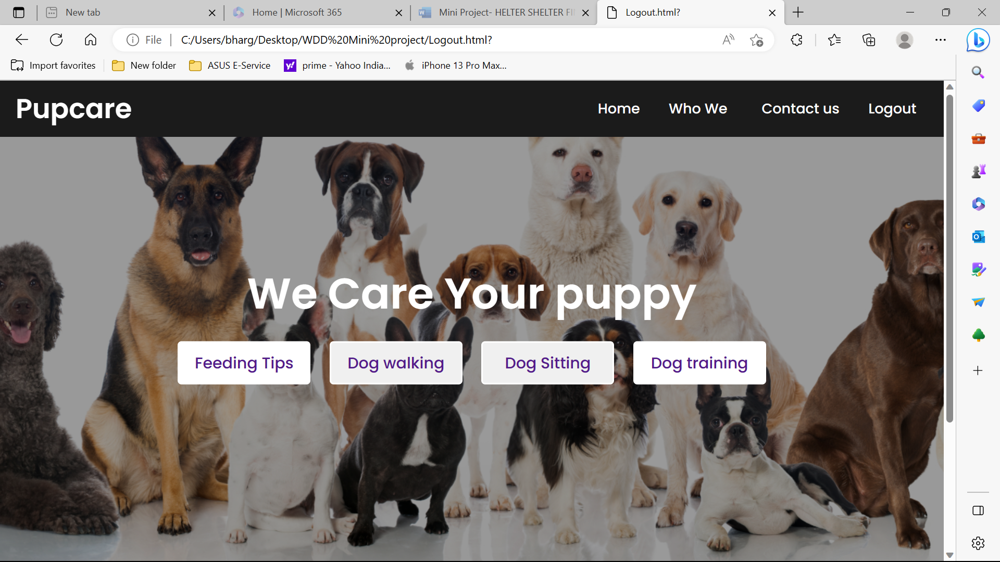 New tab
Home | Microsoft 365
Mini Project- HELTER SHELTER FI
Logout.html?
File
C:/Users/bharg/Desktop/WDD%20Mini%20project/Logout.html?
Import favorites
New folder
ASUS E-Service
prime - Yahoo India...
iPhone 13 Pro Max...
Pupcare
Home
Who We
Contact us
Logout
We Care Your puppy
Feeding Tips
Dog walking
Dog Sitting
Dog training